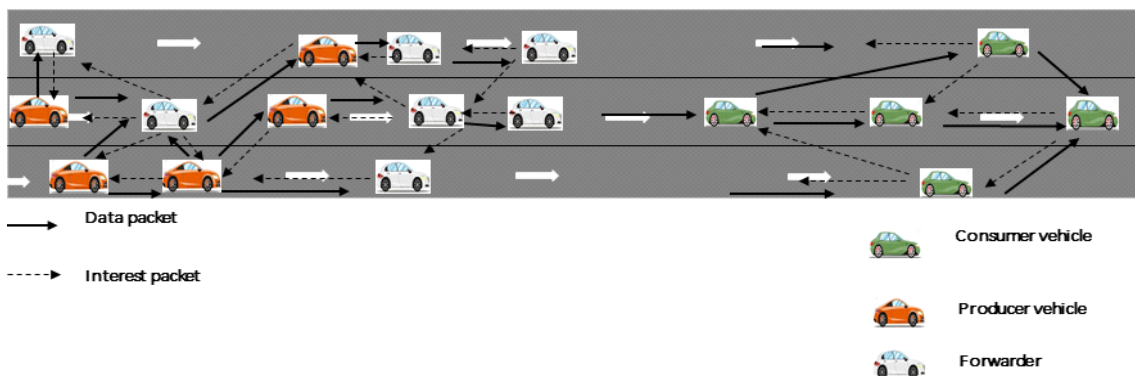 Data packet
Interest packet
Consumer vehicle
Producer vehicle
Forwarder